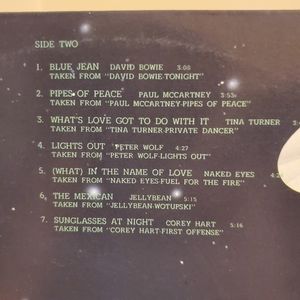 SIDE TWO
1. BLUE JEAN DAVID BOWIE 3:08
TAKEN FROM "DAVID BOWIE·TONIGHT"
2. PIPES OF PEACE PAUL MCCARTNEY 3:53
TAKEN FROM "PAUL MCCARTNEY·PIPES OF PEACE"
3. WHAT'S LOVE GOT TO DO WITH IT TINA TURNER
TAKEN FROM "TINA TURNER·PRIVATE DANCER"
4. LIGHTS OUT PETER WOLF 4:27
TAKEN FROM "PETER WOLF·LIGHTS OUT"
5. (WHAT) IN THE NAME OF LOVE NAKED EYES
TAKEN FROM "NAKED EYES·FUEL FOR THE FIRE"
6. THE MEXICAN JELLYBEAN 5:15
TAKEN FROM "JELLYBEAN·WOTUPSKI"
7. SUNGLASSES AT NIGHT COREY HART 5:16
TAKEN FROM "COREY HART·FIRST OFFENSE"